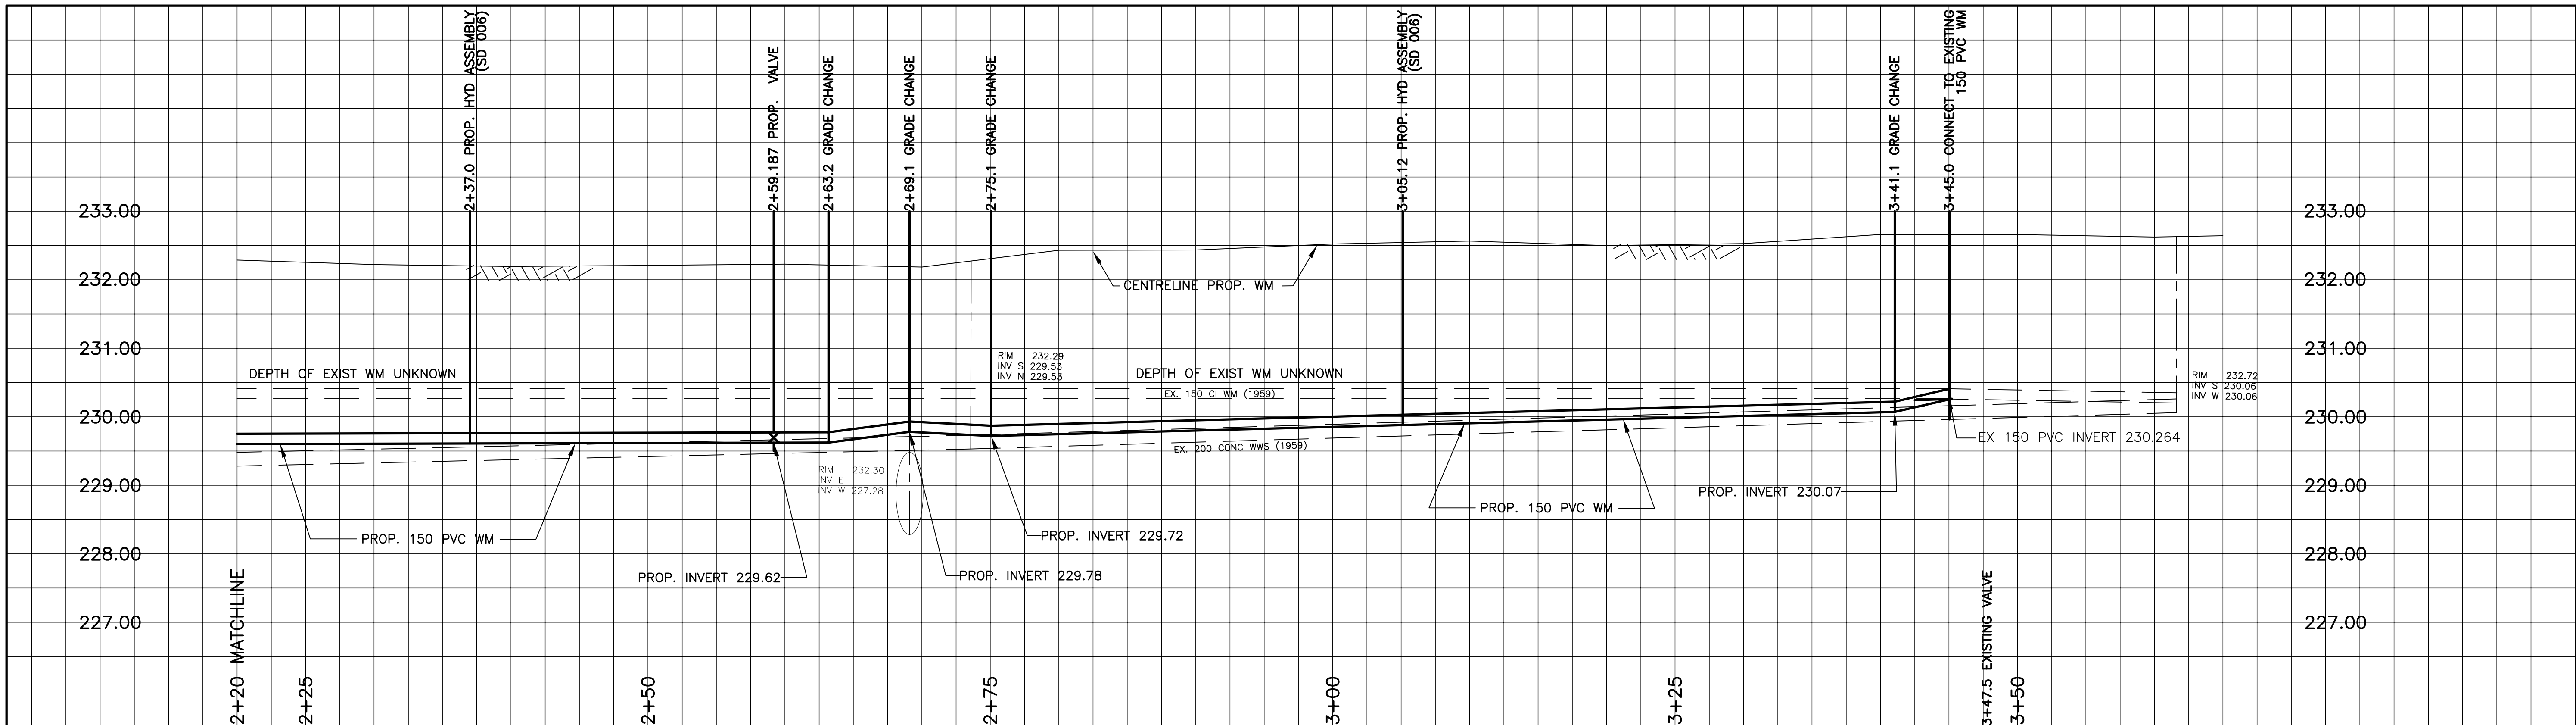 2+37.0 PROP. HYD ASSEMBLY
(SD 006)
2+59.187 PROP. VALVE
2+63.2 GRADE CHANGE
2+69.1 GRADE CHANGE
2+75.1 GRADE CHANGE
3+05.12 PROP. HYD ASSEMBLY
(SD 006)
3+41.1 GRADE CHANGE
3+45.0 CONNECT TO EXISTING
150 PVC WM
233.00
233.00
232.00
CENTRELINE PROP. WM
232.00
231.00
231.00
DEPTH OF EXIST WM UNKNOWN
RIM 232.29
INV S 229.53
INV N 229.53
DEPTH OF EXIST WM UNKNOWN
RIM 232.72
INV S 230.06
INV W 230.06
EX. 150 CI WM (1959)
230.00
230.00
EX 150 PVC INVERT 230.264
EX. 200 CONC WWS (1959)
RIM 232.30
NV E
NV W 227.28
229.00
PROP. INVERT 230.07
229.00
PROP. 150 PVC WM
PROP. 150 PVC WM
PROP. INVERT 229.72
228.00
228.00
PROP. INVERT 229.62
PROP. INVERT 229.78
227.00
227.00
2+20 MATCHLINE
2+25
2+50
2+75
3+00
3+25
3+47.5 EXISTING VALVE
3+50